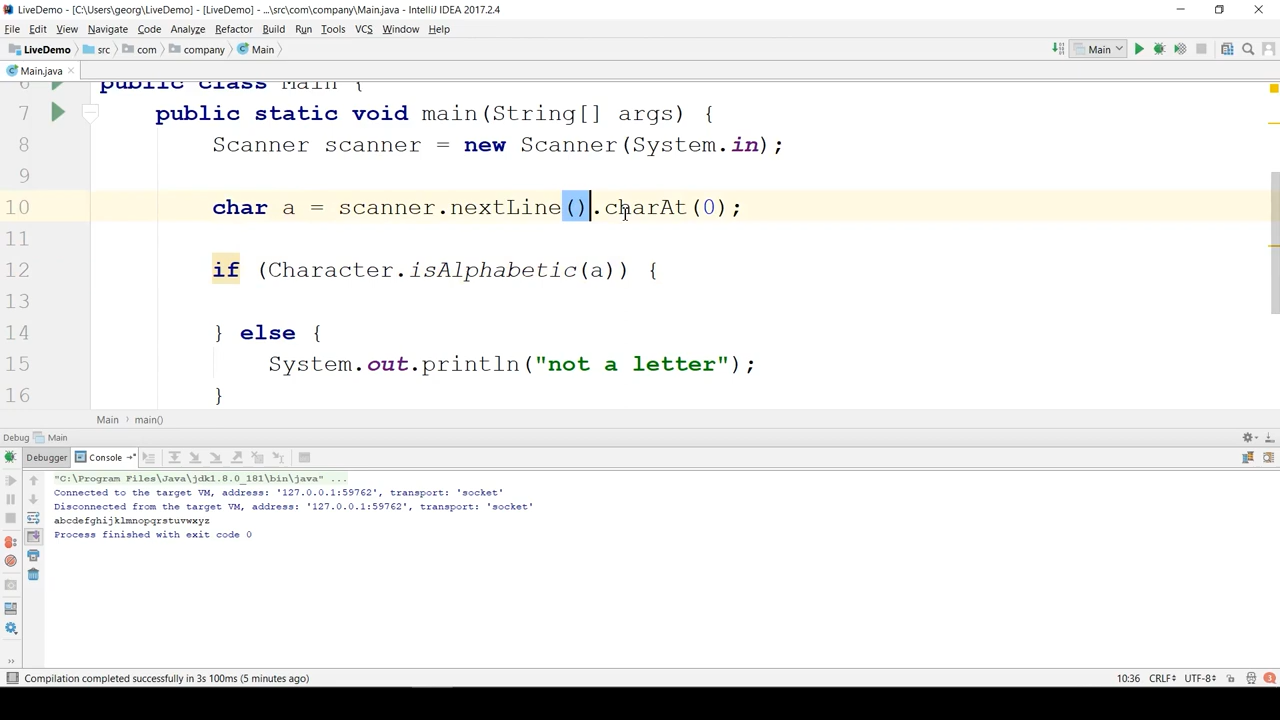 LiveDemo - [C:\Users\georg\LiveDemo] - [LiveDemo] - ...\src\com\company\Main.java - IntelliJ IDEA 2017.2.4
File Edit View Navigate Code Analyze Refactor Build Run Tools VCS Window Help
LiveDemo src com company Main
Main
Main.java
6 public class Main {
7 public static void main(String[] args) {
8 Scanner scanner = new Scanner(System.in);
9
10 char a = scanner.nextLine().charAt(0);
11
12 if (Character.isAlphabetic(a)) {
13
14 } else {
15 System.out.println("not a letter");
16 }
Main › main()
Debug Main
Debugger Console
"C:\Program Files\Java\jdk1.8.0_181\bin\java" ...
Connected to the target VM, address: '127.0.0.1:59762', transport: 'socket'
Disconnected from the target VM, address: '127.0.0.1:59762', transport: 'socket'
abcdefghijklmnopqrstuvwxyz
Process finished with exit code 0
Compilation completed successfully in 3s 100ms (5 minutes ago) 10:36 CRLF UTF-8 3